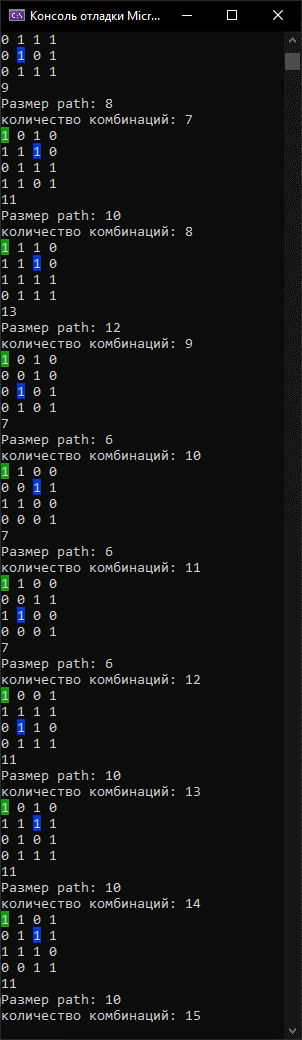 Консоль отладки Micr...
0 1 1 1
0 1 0 1
0 1 1 1
9
Размер path: 8
количество комбинаций: 7
1 0 1 0
1 1 1 0
0 1 1 1
1 1 0 1
11
Размер path: 10
количество комбинаций: 8
1 1 1 0
1 1 1 0
1 1 1 1
0 1 1 1
13
Размер path: 12
количество комбинаций: 9
1 0 1 0
0 0 1 0
0 1 0 1
0 1 0 1
7
Размер path: 6
количество комбинаций: 10
1 1 0 0
0 0 1 1
1 1 0 0
0 0 0 1
7
Размер path: 6
количество комбинаций: 11
1 1 0 0
0 0 1 1
1 1 0 0
0 0 0 1
7
Размер path: 6
количество комбинаций: 12
1 0 0 1
1 1 1 1
0 1 1 0
0 1 1 1
11
Размер path: 10
количество комбинаций: 13
1 0 1 0
1 1 1 1
0 1 0 1
0 1 1 1
11
Размер path: 10
количество комбинаций: 14
1 1 0 1
0 1 1 1
1 1 1 0
0 0 1 1
11
Размер path: 10
количество комбинаций: 15